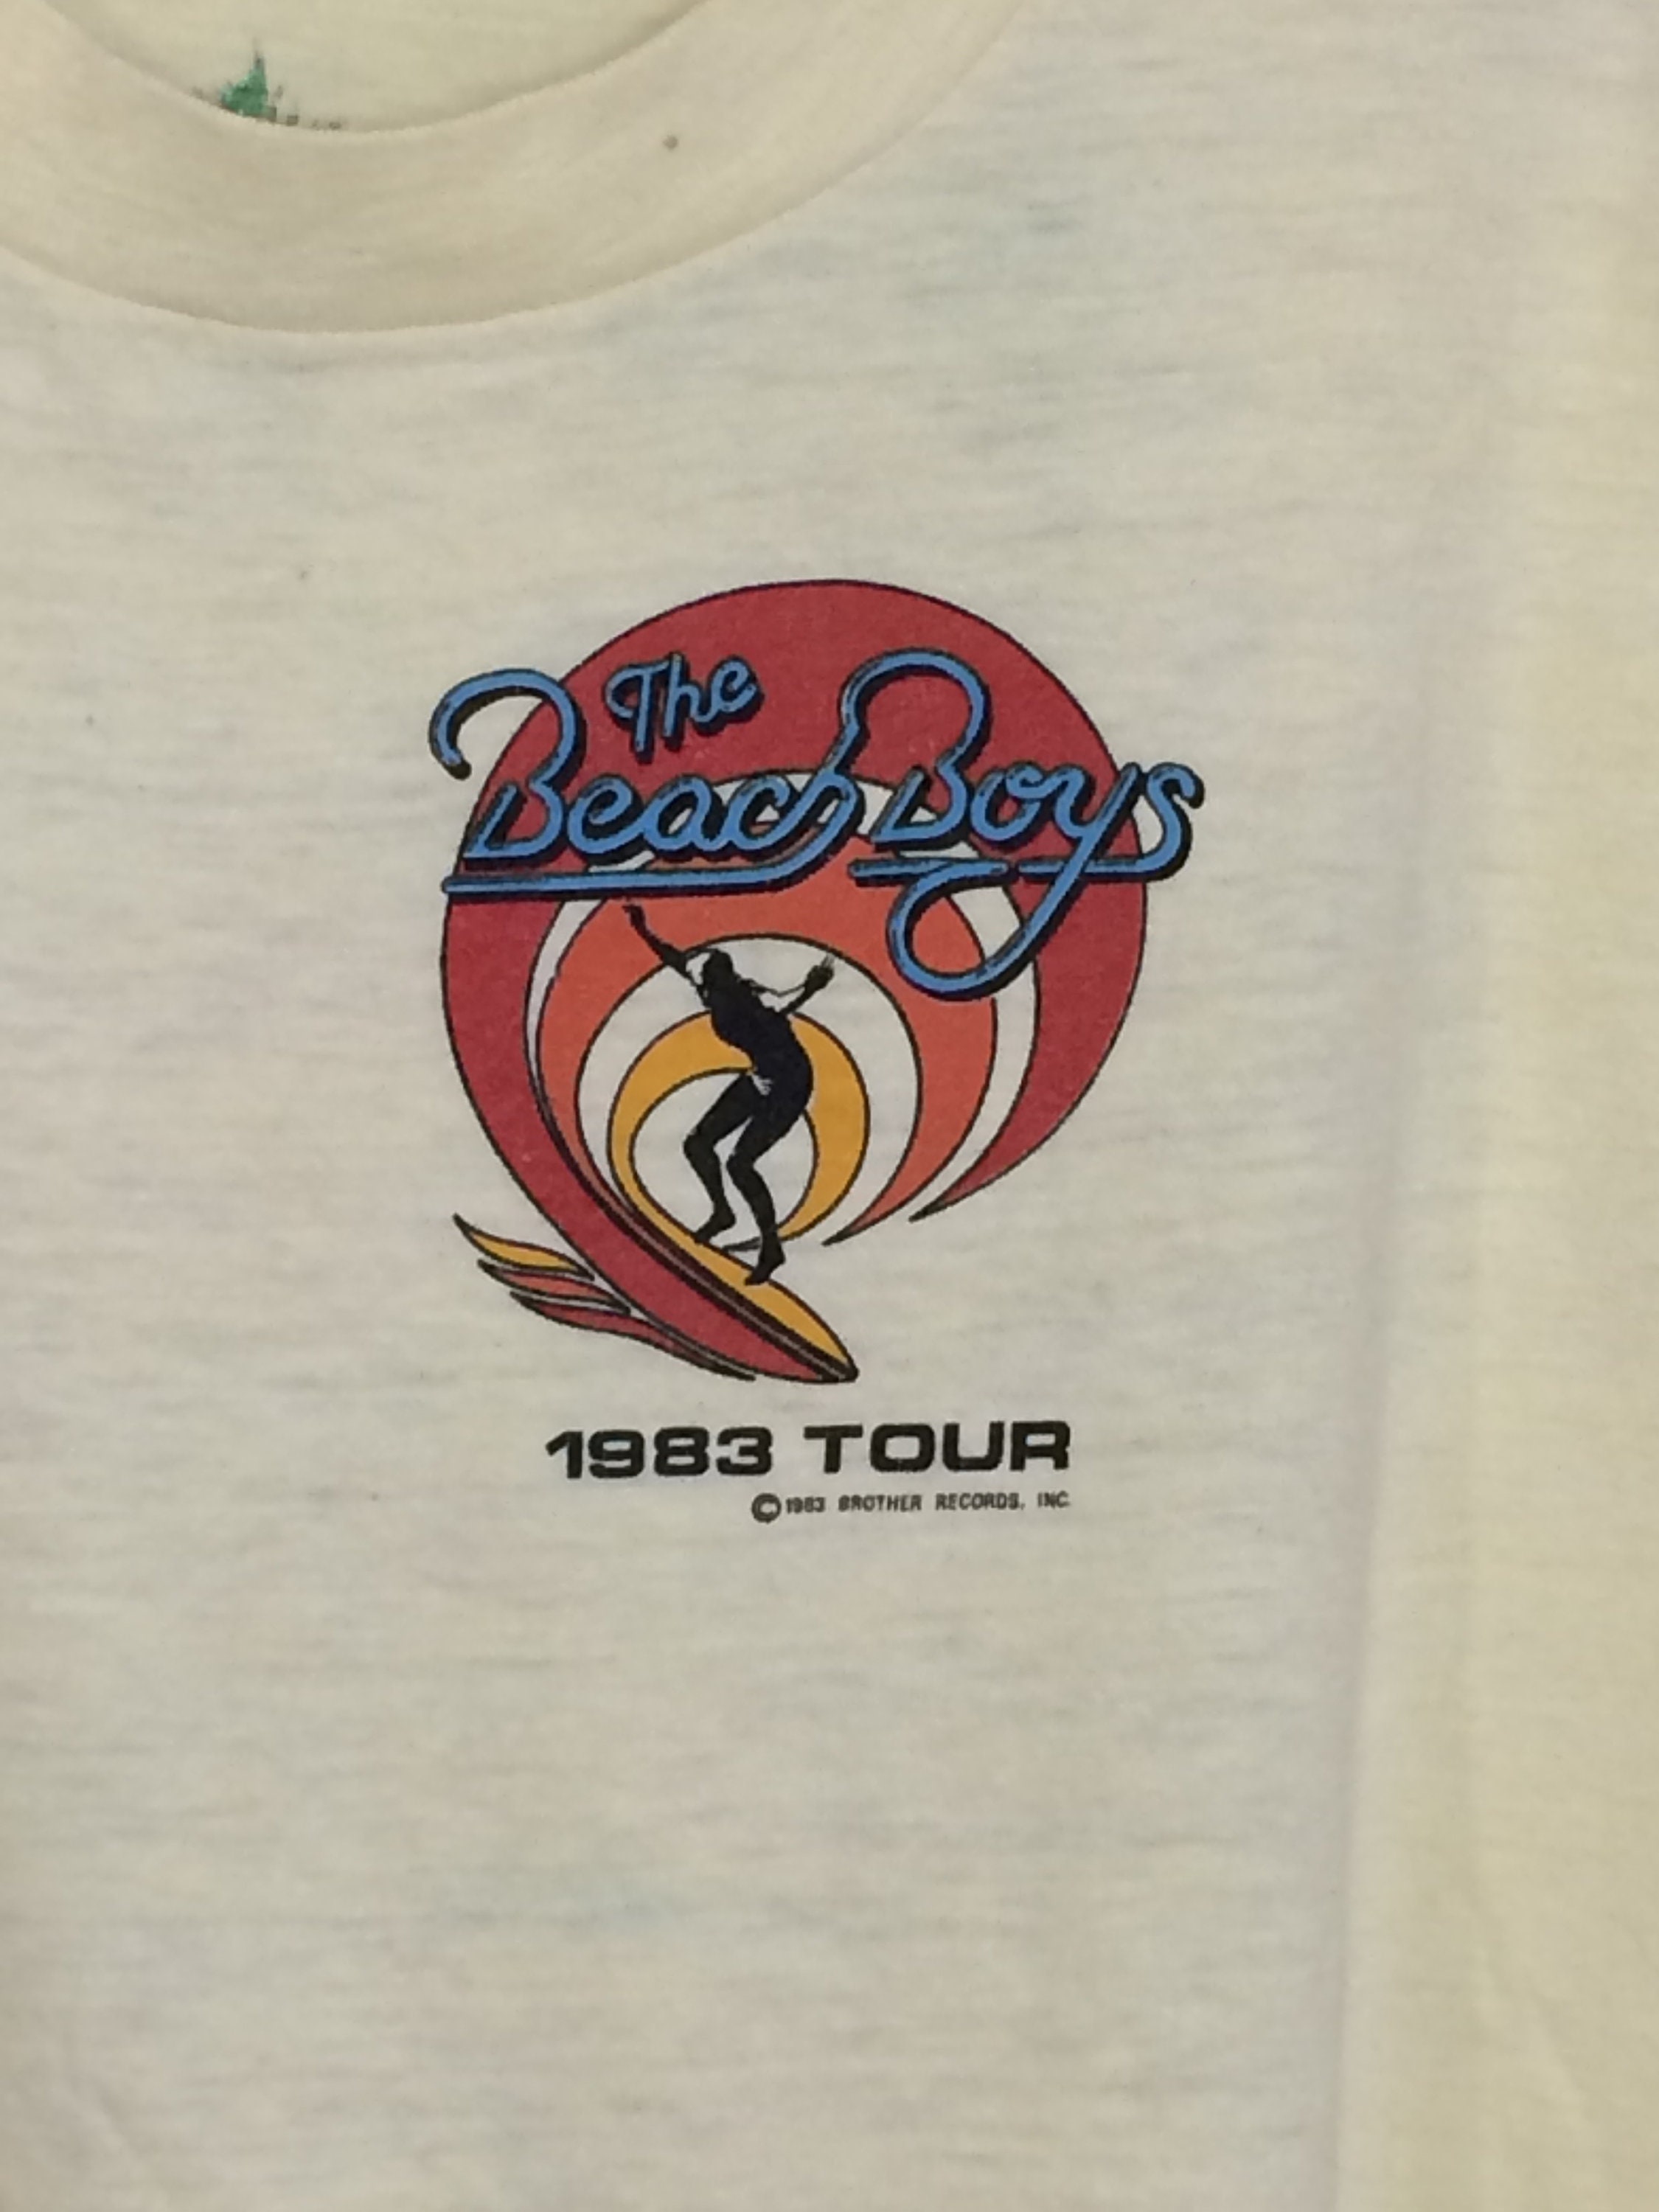 The
Beach Boys
1983 TOUR
©1983 BROTHER RECORDS, INC.